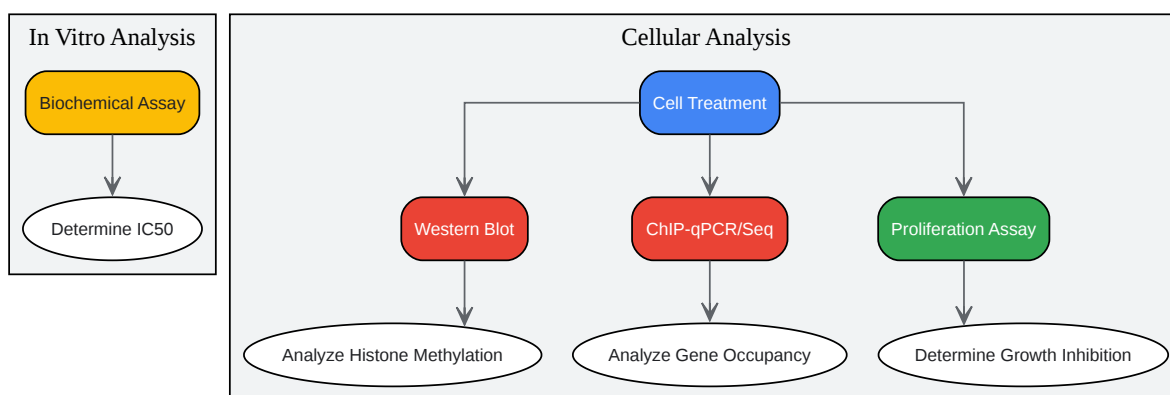 In Vitro Analysis
Biochemical Assay
Determine IC50
Cellular Analysis
Cell Treatment
Western Blot
ChIP-qPCR/Seq
Proliferation Assay
Analyze Histone Methylation
Analyze Gene Occupancy
Determine Growth Inhibition